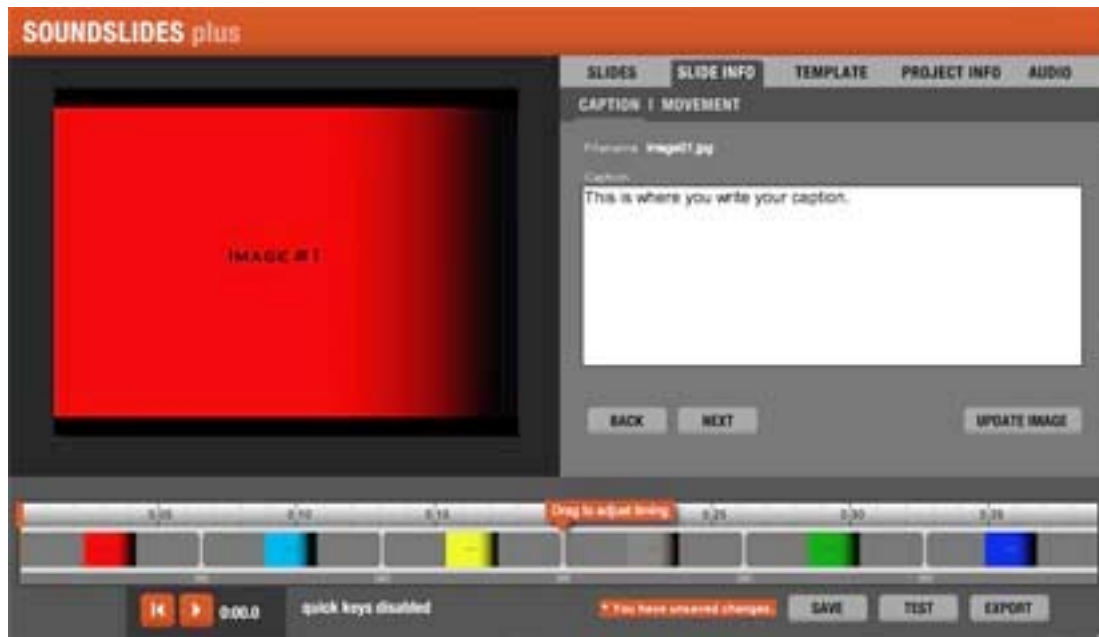 SOUNDSLIDES plus
SLIDES SLIDE INFO TEMPLATE PROJECT INFO AUDIO
CAPTION | MOVEMENT
Filename image01.jpg
Caption
This is where you write your caption.
IMAGE #1
BACK NEXT UPDATE IMAGE
0:05 0:10 0:15 Drag to adjust timing 0:25 0:30 0:35
0:00.0 quick keys disabled * You have unsaved changes. SAVE TEST EXPORT